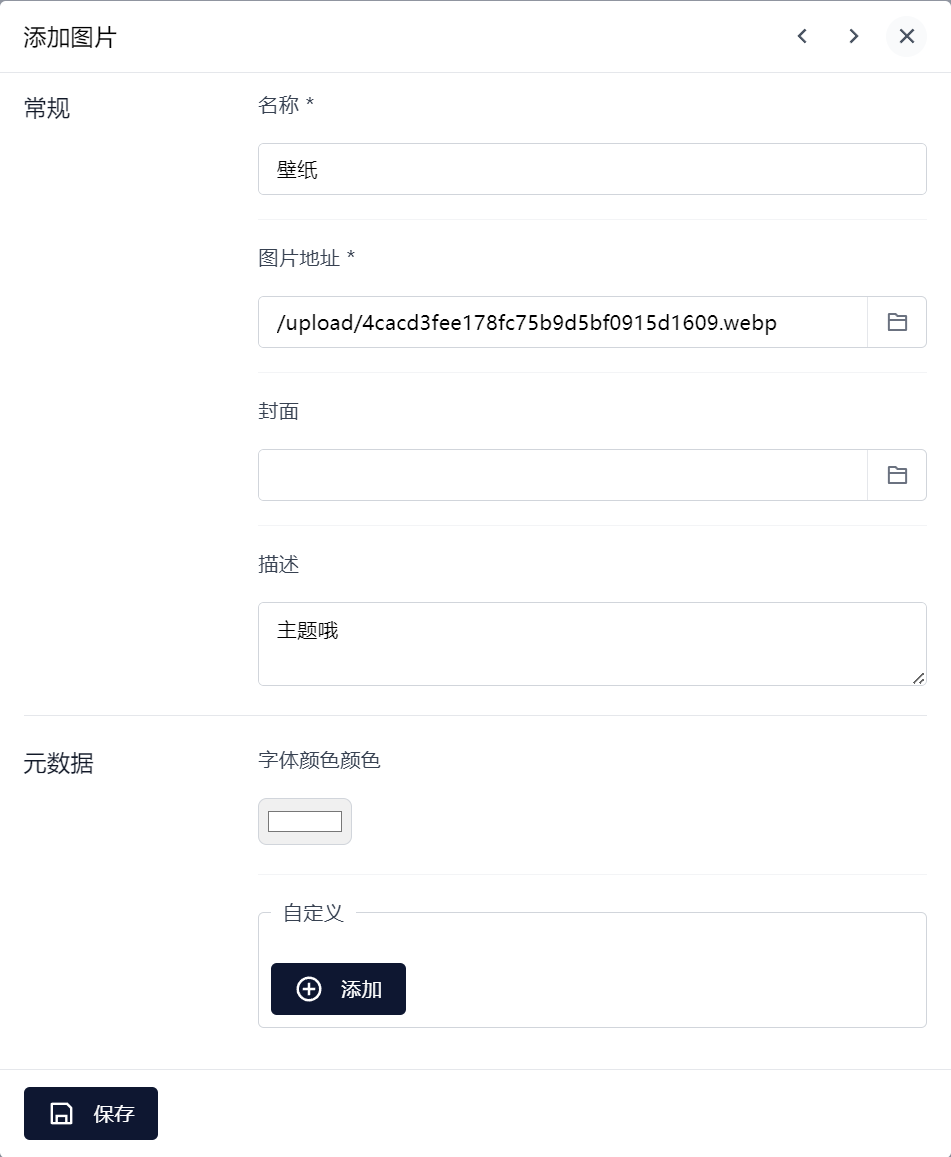 添加图片
常规
名称 *
壁纸
图片地址 *
/upload/4cacd3fee178fc75b9d5bf0915d1609.webp
封面
描述
主题哦
元数据
字体颜色颜色
自定义
添加
保存